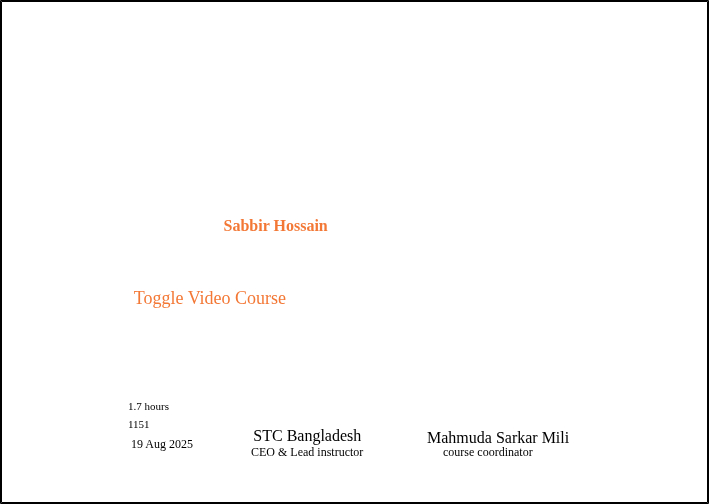 Sabbir Hossain
Toggle Video Course
1.7 hours
1151
19 Aug 2025
STC Bangladesh
CEO & Lead instructor
Mahmuda Sarkar Mili
course coordinator